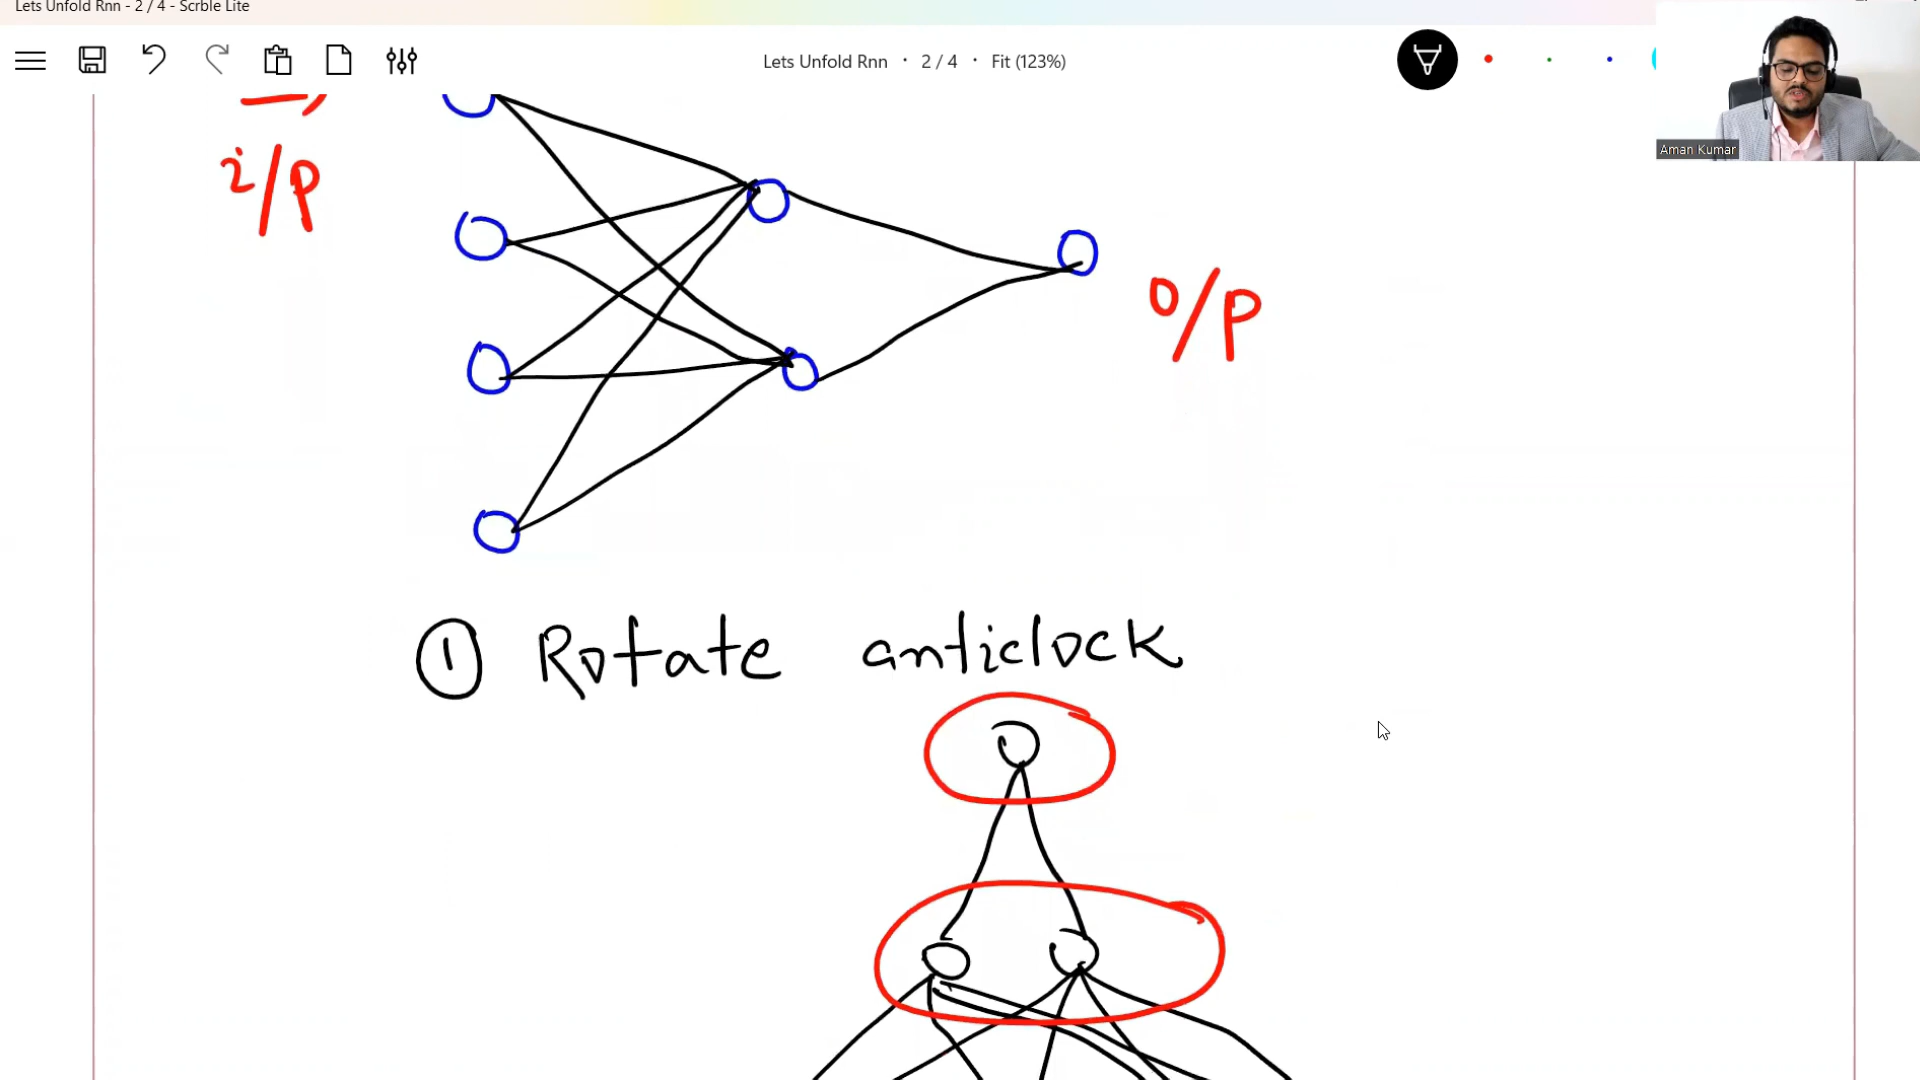 Lets Unfold Rnn - 2 / 4 - Scrble Lite
Lets Unfold Rnn · 2 / 4 · Fit (123%)
Aman Kumar
i/p
o/p
① Rotate anticlock